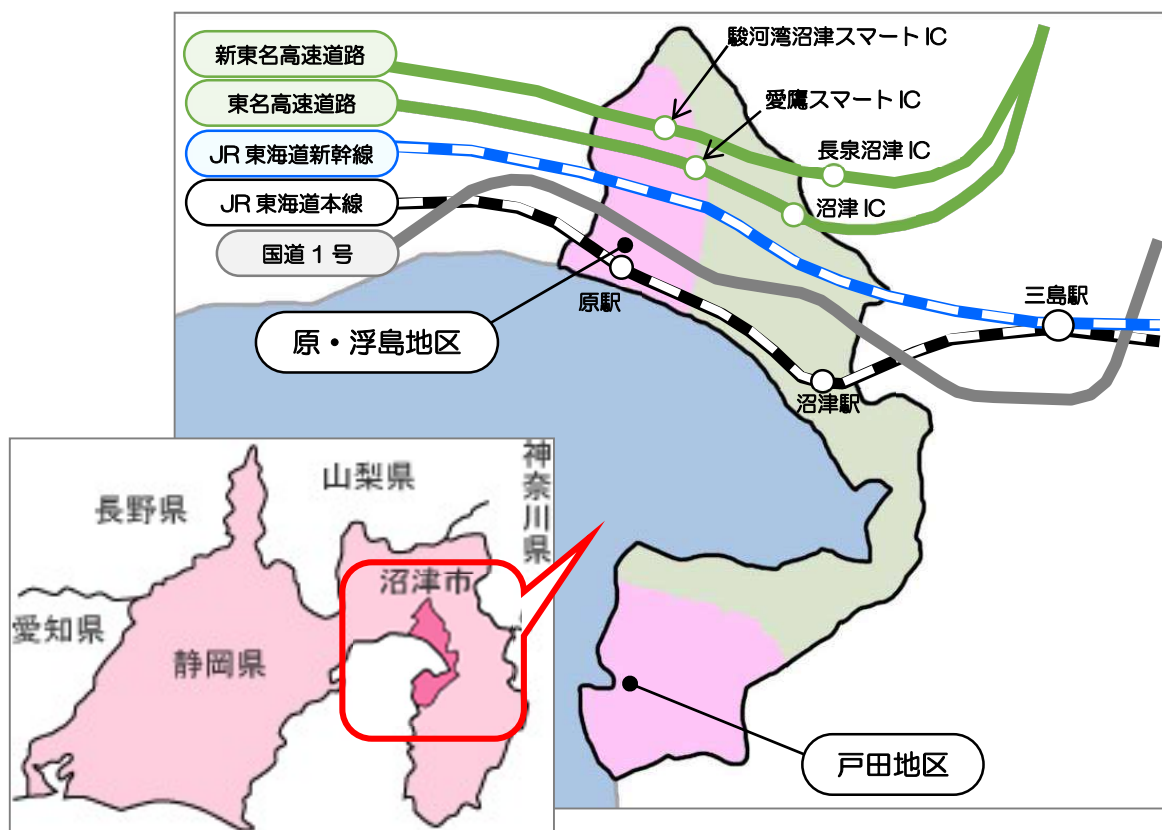 新東名高速道路
東名高速道路
JR 東海道新幹線
JR 東海道本線
国道１号
駿河湾沼津スマート IC
愛鷹スマート IC
長泉沼津 IC
沼津 IC
原駅
三島駅
原・浮島地区
沼津駅
戸田地区
長野県
山梨県
神奈川県
愛知県
静岡県
沼津市